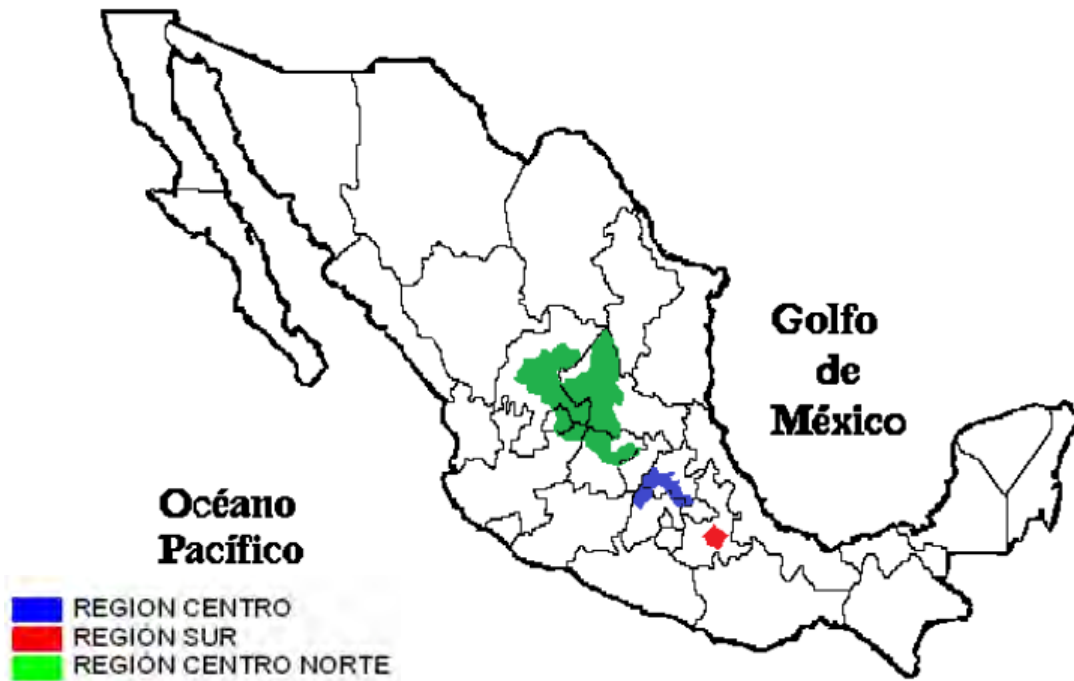 Golfo
de
México
Océano
Pacífico
REGION CENTRO
REGIÓN SUR
REGIÓN CENTRO NORTE